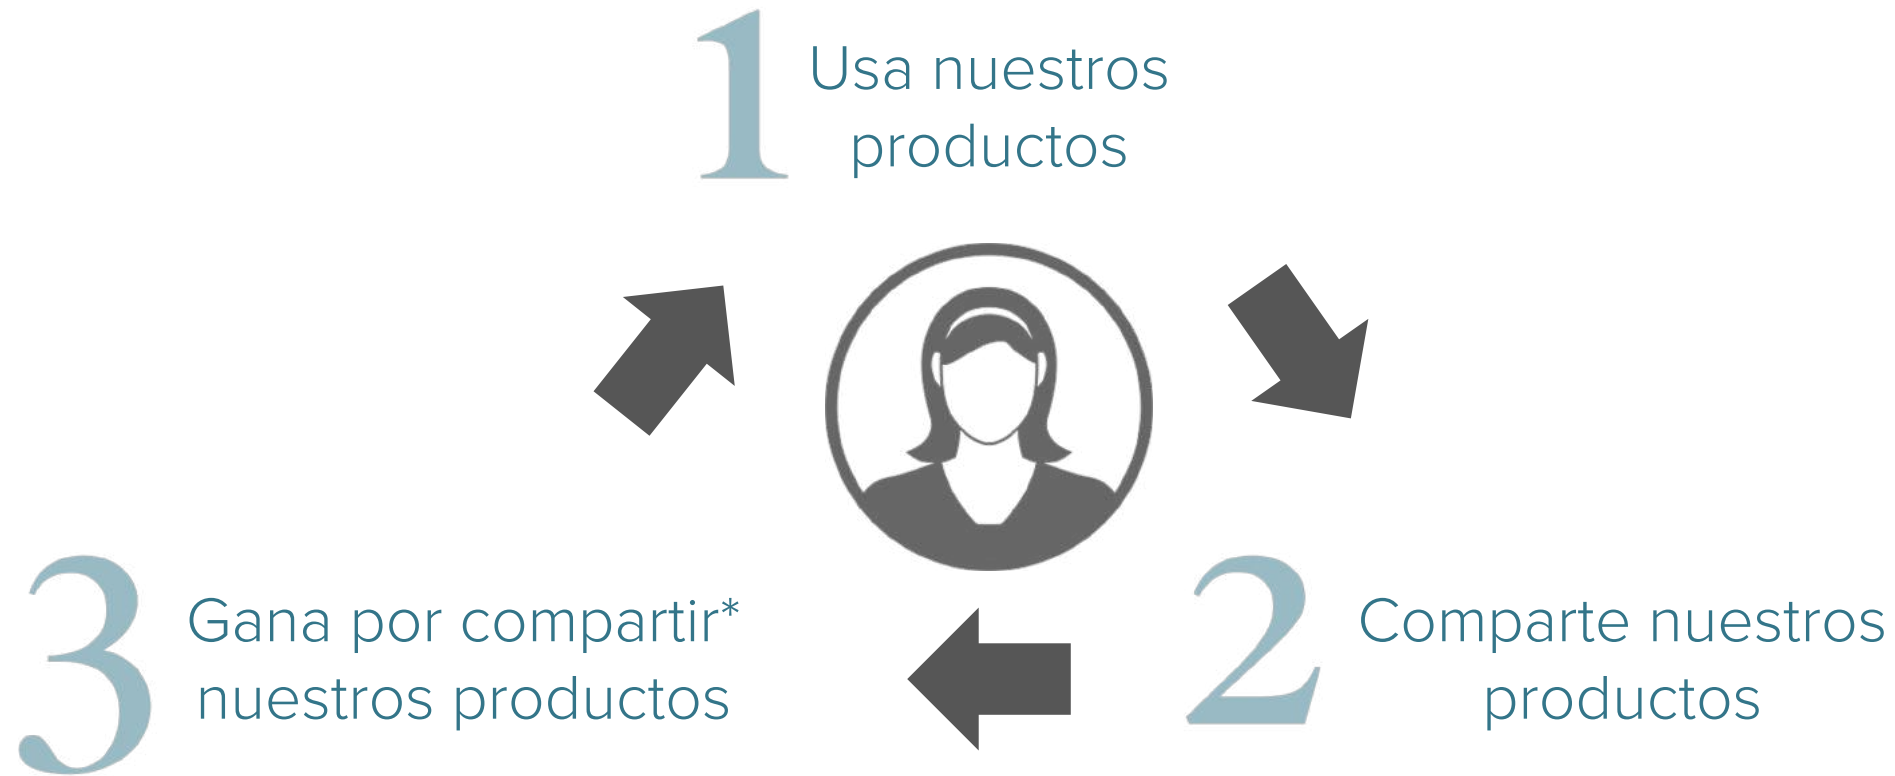 1
Usa nuestros
productos
2
Comparte nuestros
productos
3
Gana por compartir*
nuestros productos